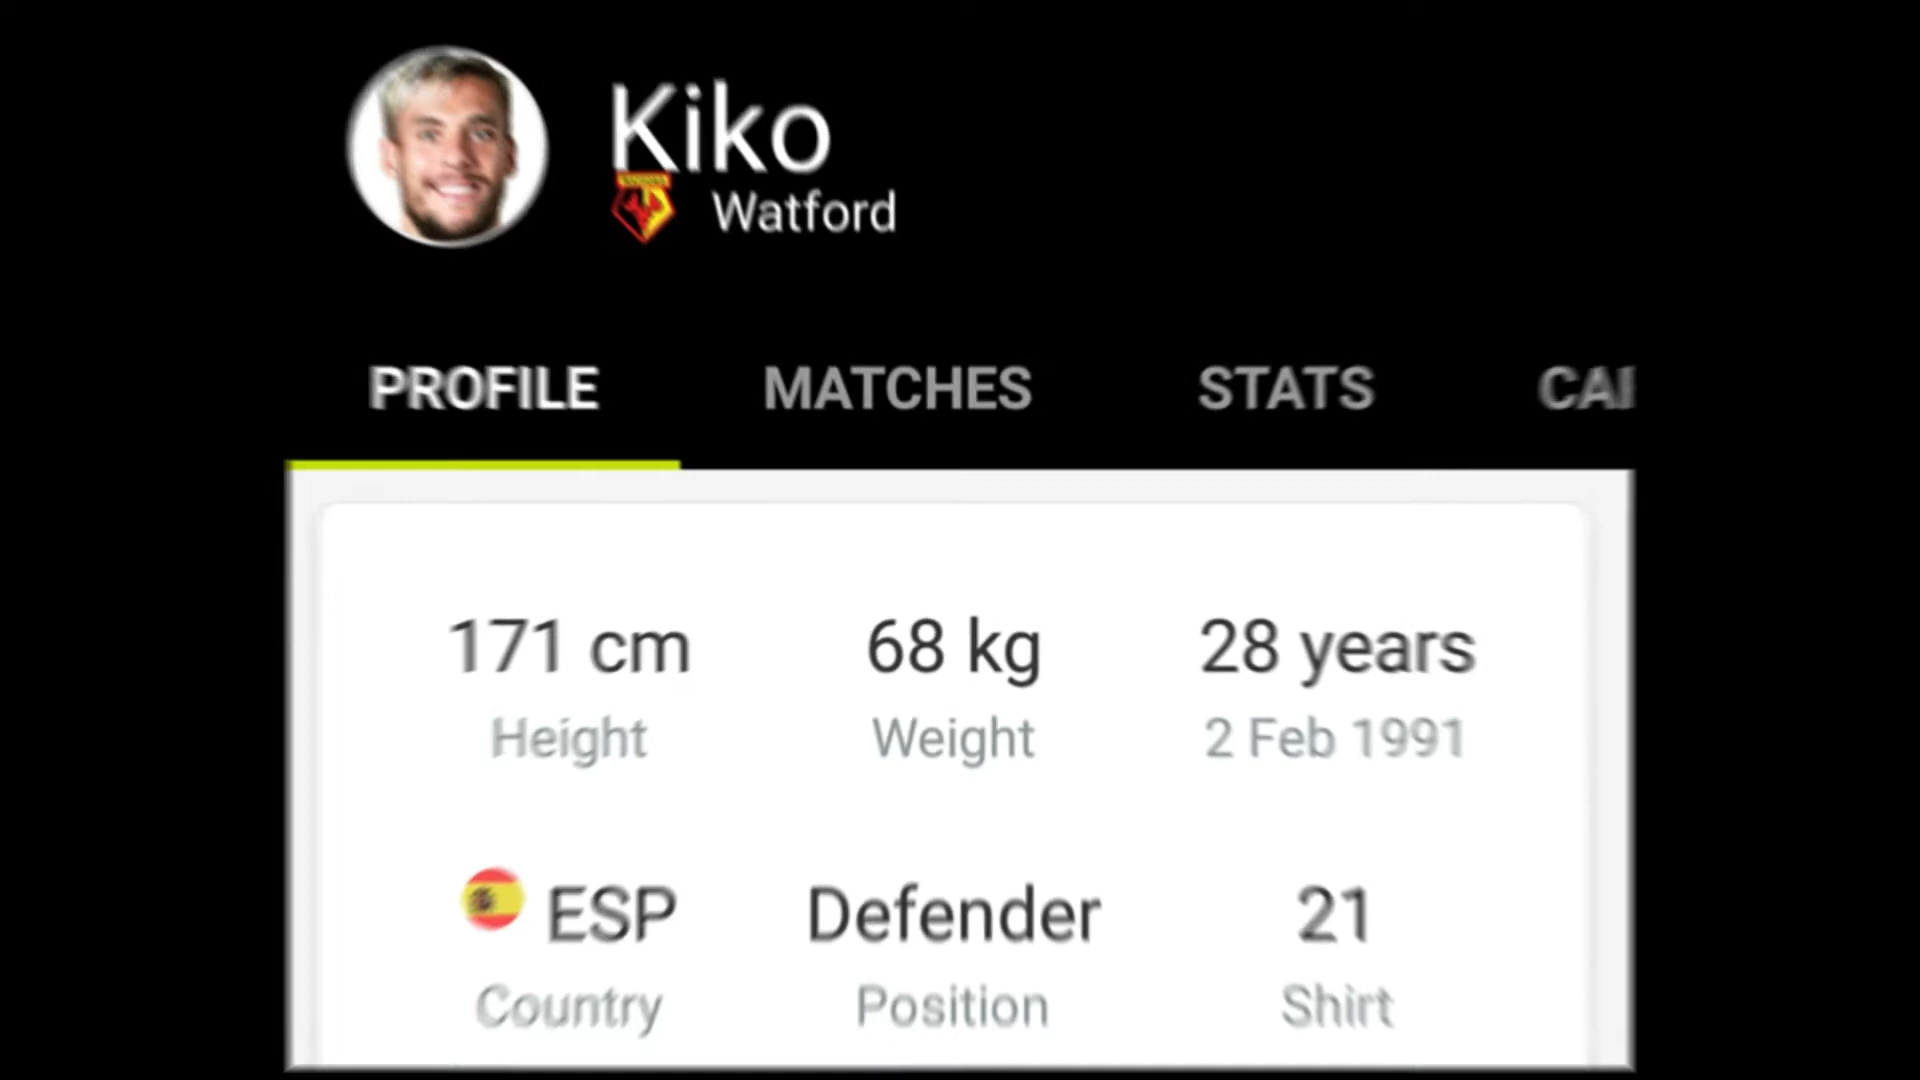 Kiko
Watford
PROFILE MATCHES STATS
171 cm 68 kg 28 years
Height Weight 2 Feb 1991
ESP Defender 21
Country Position Shirt